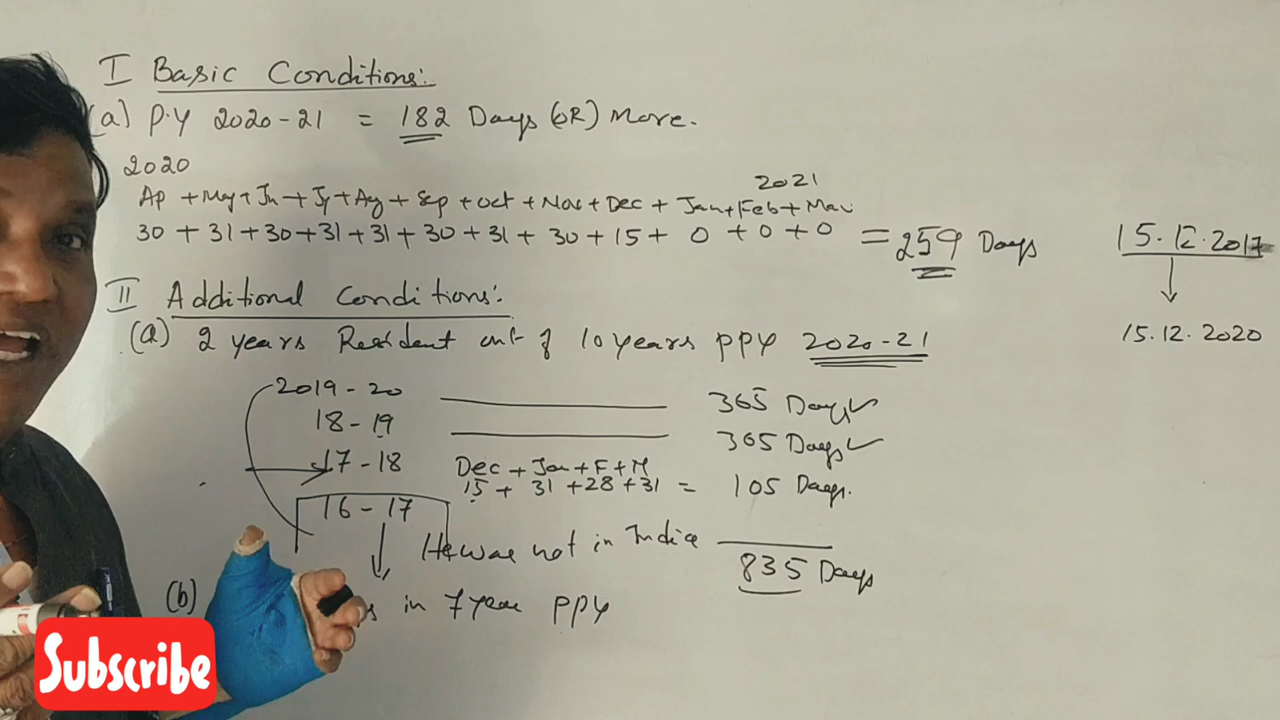 I Basic Conditions:
(a) P.Y 2020-21 = 182 Days (OR) More.
2020
2021
Ap + May + Jn + Jy + Ag + Sep + Oct + Nov + Dec + Jan + Feb + Mar
30 + 31 + 30 + 31 + 31 + 30 + 31 + 30 + 15 + 0 + 0 + 0 = 259 Days
15.12.2017
15.12.2020
II Additional Conditions:
(a) 2 years Resident out of 10 years PPY 2020-21
2019-20 365 Days
18-19 365 Days
17-18 Dec + Jan + F + M
15 + 31 + 28 + 31 = 105 Days.
16-17
He was not in India
835 Days
(b) in 7 year PPY
Subscribe